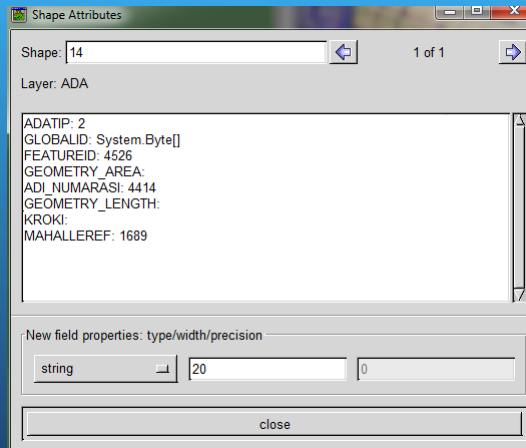 Shape Attributes
Shape: 14
1 of 1
Layer: ADA
ADATIP: 2
GLOBALID: System.Byte[]
FEATUREID: 4526
GEOMETRY_AREA:
ADI_NUMARASI: 4414
GEOMETRY_LENGTH:
KROKI:
MAHALLEREF: 1689
New field properties: type/width/precision
string 20 0
close